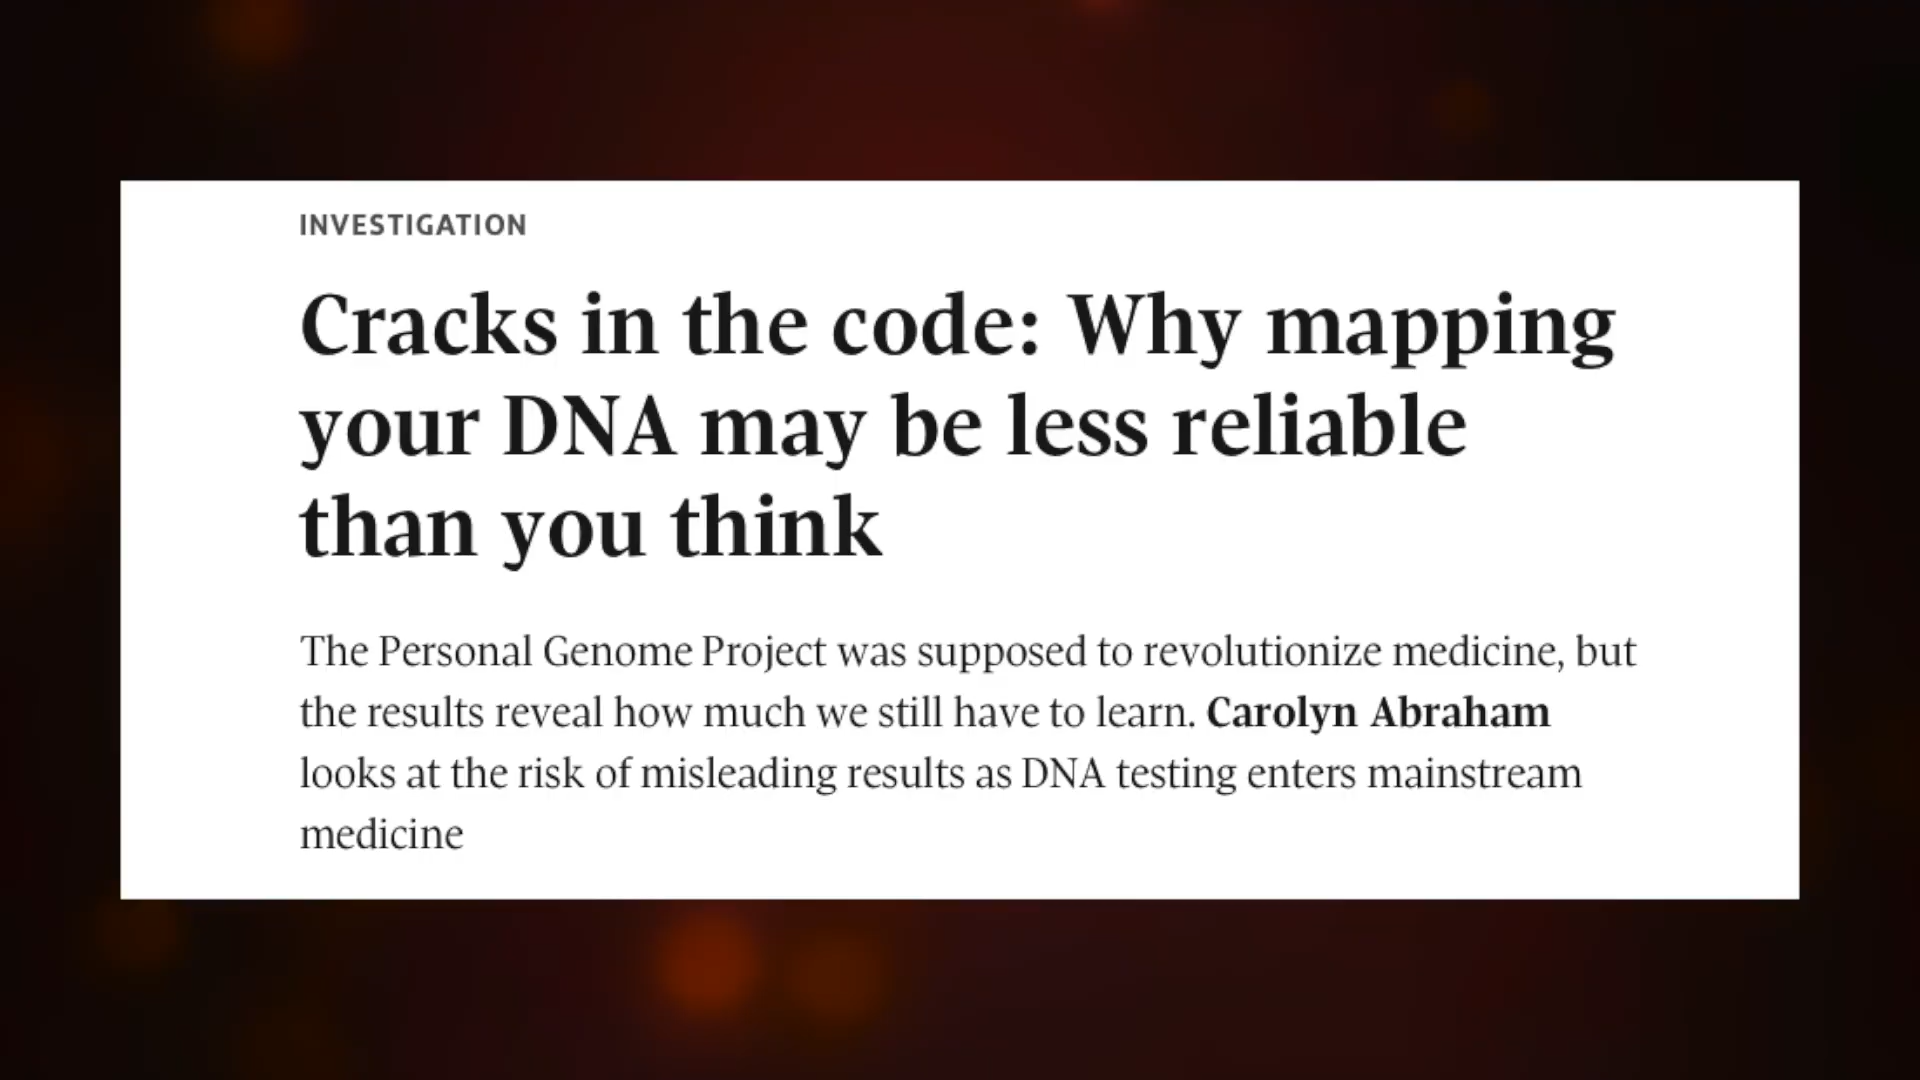 INVESTIGATION
Cracks in the code: Why mapping
your DNA may be less reliable
than you think
The Personal Genome Project was supposed to revolutionize medicine, but
the results reveal how much we still have to learn. Carolyn Abraham
looks at the risk of misleading results as DNA testing enters mainstream
medicine